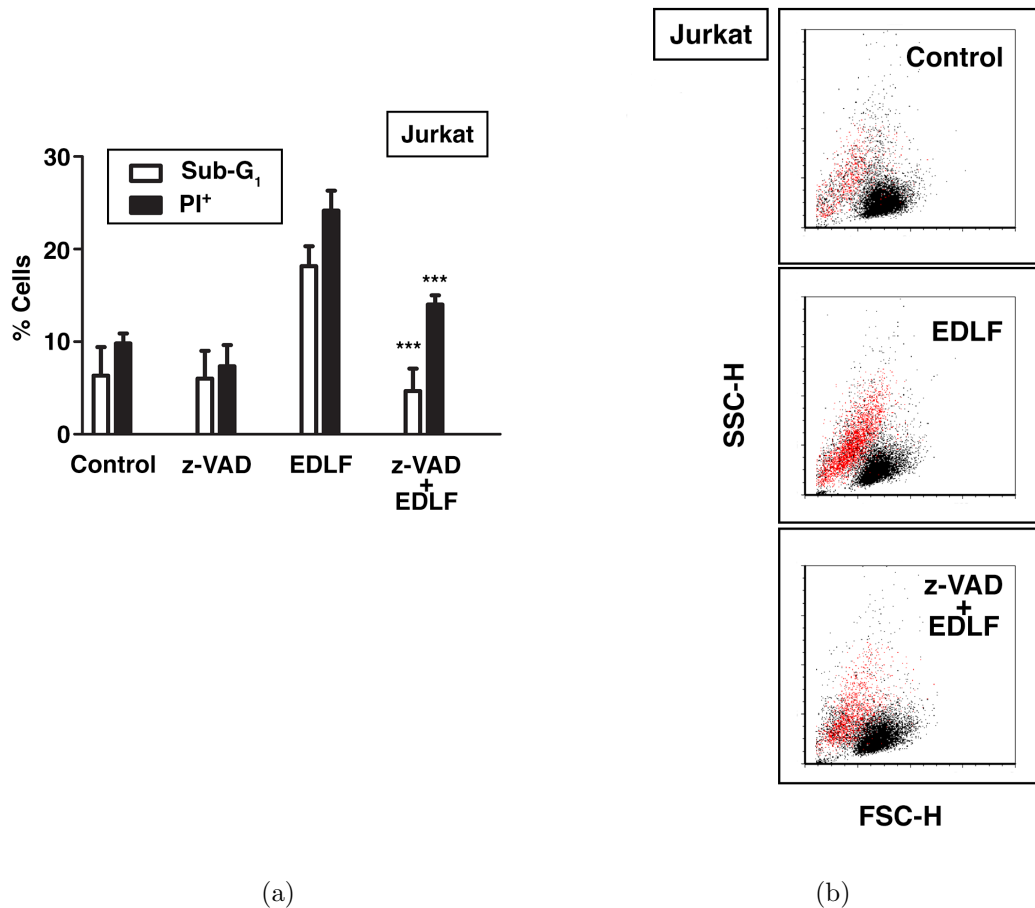 Jurkat
30
20
10
0
% Cells
Sub-G1
PI+
***
***
Control
z-VAD
EDLF
z-VAD
+
EDLF
(a)
Jurkat
Control
EDLF
z-VAD
+
EDLF
SSC-H
FSC-H
(b)